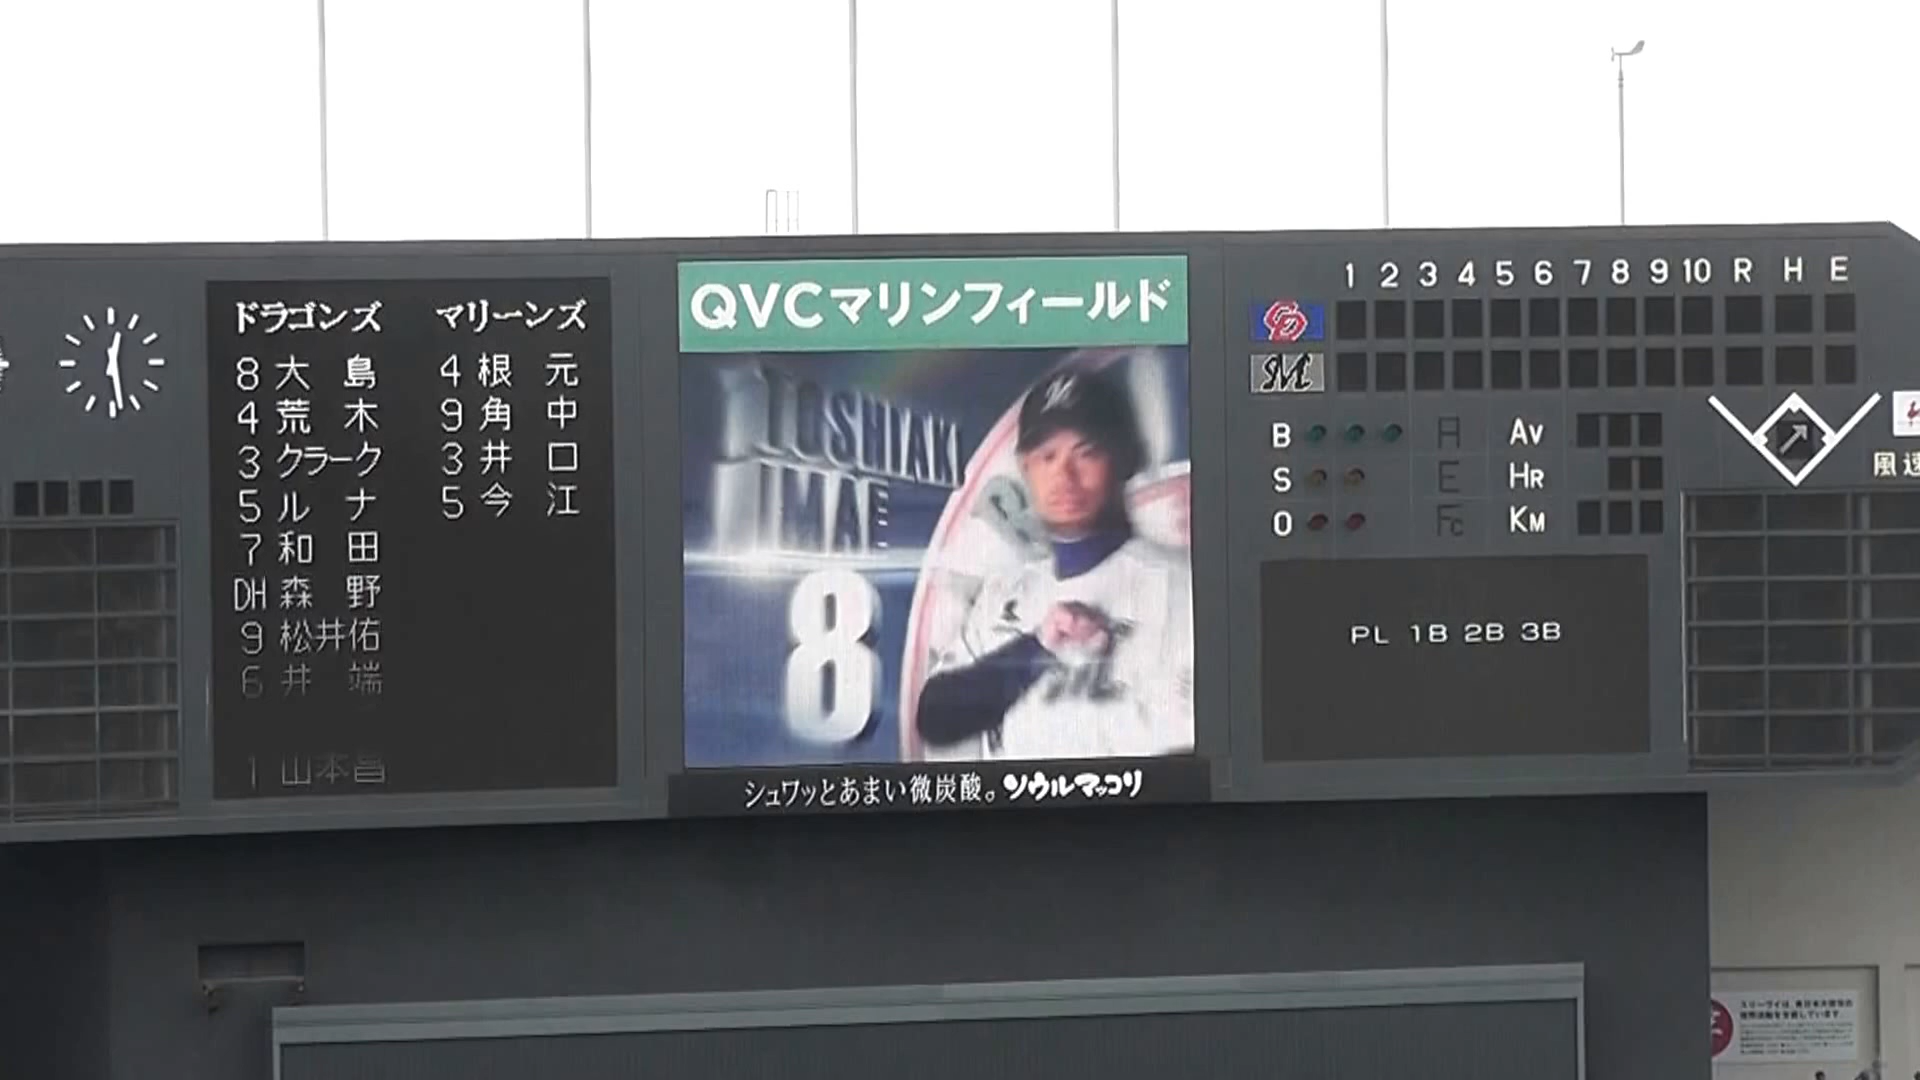 ドラゴンズ マリーンズ
8 大島 4 根元
4 荒木 9 角中
3 クラーク 3 井口
5 ルナ 5 今江
7 和田
DH 森野
9 松井佑
6 井端
1 山本昌
QVCマリンフィールド
TOSHIAKI
IMAE
8
シュワッとあまい微炭酸。ソウルマッコリ
1 2 3 4 5 6 7 8 9 10 R H E
CD
M
B H AV
S E HR
O FC KM
風速
PL 1B 2B 3B